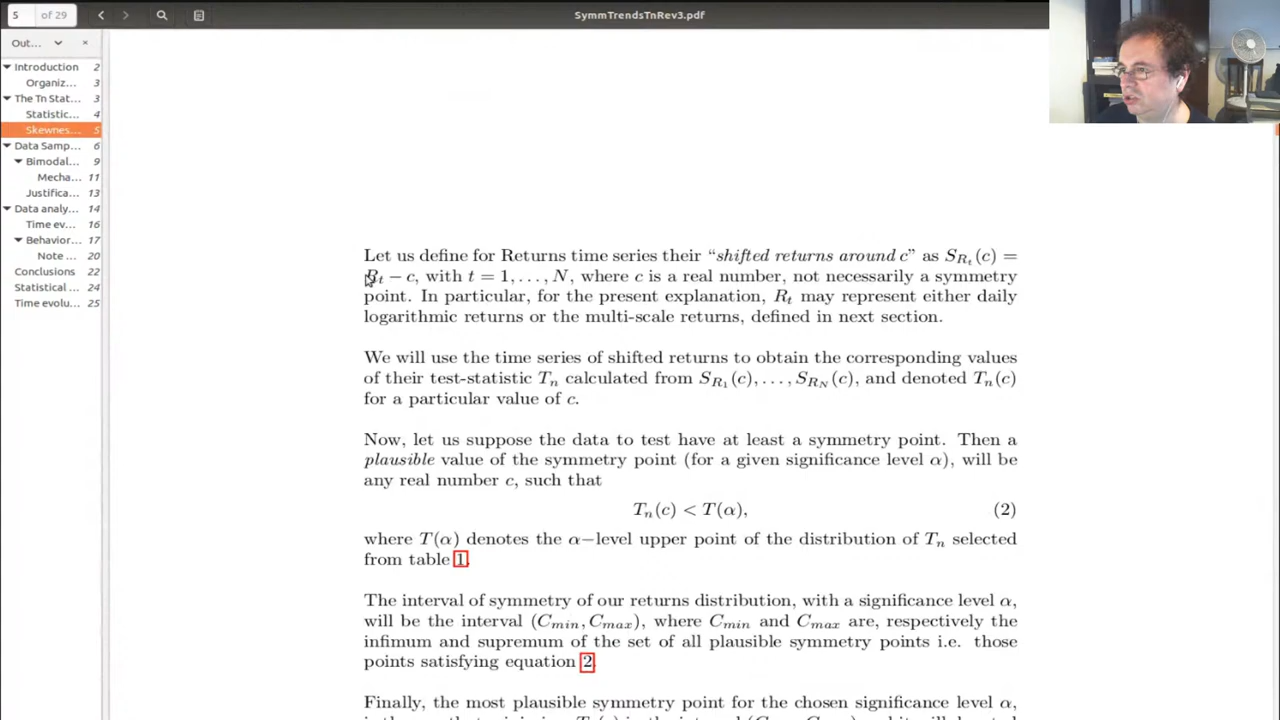 5 of 29
SymmTrendsTnRev3.pdf
Out... ×
Introduction 2
Organiz... 3
The Tn Stat... 3
Statistic... 4
Skewnes... 5
Data Samp... 6
Bimodal... 9
Mecha... 11
Justifica... 13
Data analy... 14
Time ev... 16
Behavior... 17
Note ... 20
Conclusions 22
Statistical ... 24
Time evolu... 25
Let us define for Returns time series their “shifted returns around c” as S_{R_t}(c) =
R_t − c, with t = 1, . . . , N, where c is a real number, not necessarily a symmetry
point. In particular, for the present explanation, R_t may represent either daily
logarithmic returns or the multi-scale returns, defined in next section.
We will use the time series of shifted returns to obtain the corresponding values
of their test-statistic T_n calculated from S_{R_1}(c), . . . , S_{R_N}(c), and denoted T_n(c)
for a particular value of c.
Now, let us suppose the data to test have at least a symmetry point. Then a
plausible value of the symmetry point (for a given significance level α), will be
any real number c, such that
T_n(c) < T(α), (2)
where T(α) denotes the α−level upper point of the distribution of T_n selected
from table 1.
The interval of symmetry of our returns distribution, with a significance level α,
will be the interval (C_{min}, C_{max}), where C_{min} and C_{max} are, respectively the
infimum and supremum of the set of all plausible symmetry points i.e. those
points satisfying equation 2.
Finally, the most plausible symmetry point for the chosen significance level α,